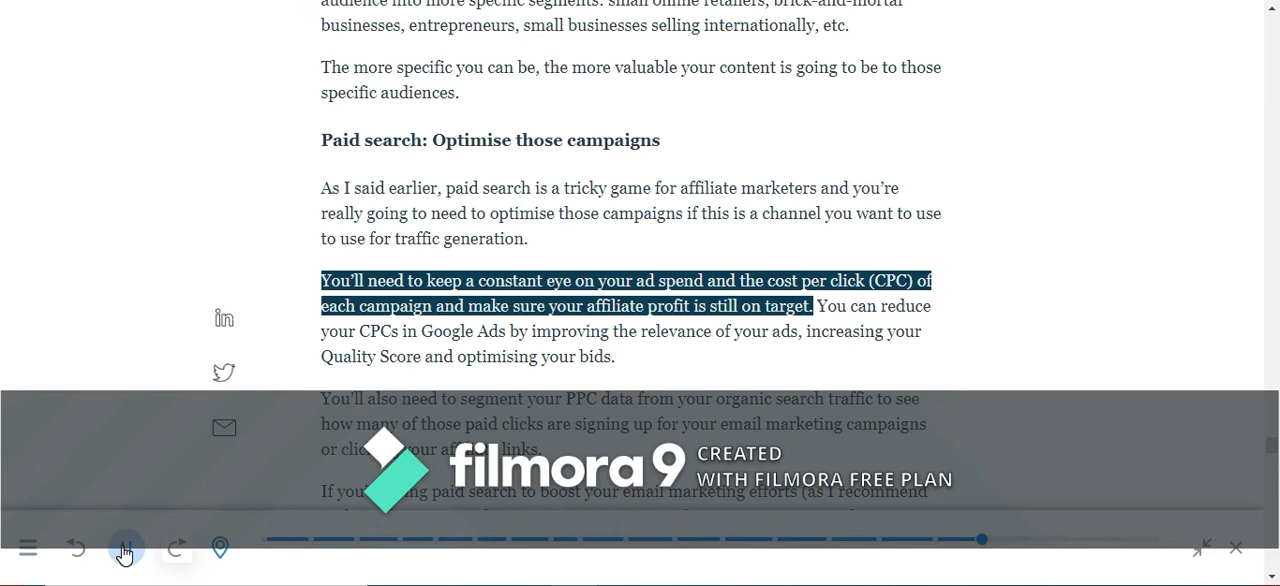 audience into more specific segments: small online retailers, brick-and-mortar
businesses, entrepreneurs, small businesses selling internationally, etc.
The more specific you can be, the more valuable your content is going to be to those
specific audiences.
Paid search: Optimise those campaigns
As I said earlier, paid search is a tricky game for affiliate marketers and you’re
really going to need to optimise those campaigns if this is a channel you want to use
to use for traffic generation.
You’ll need to keep a constant eye on your ad spend and the cost per click (CPC) of
each campaign and make sure your affiliate profit is still on target. You can reduce
your CPCs in Google Ads by improving the relevance of your ads, increasing your
Quality Score and optimising your bids.
You’ll also need to segment your PPC data from your organic search traffic to see
how many of those paid clicks are signing up for your email marketing campaigns
or your links.
filmora9 CREATED
WITH FILMORA FREE PLAN
If paid search to boost your email marketing efforts (as I recommend